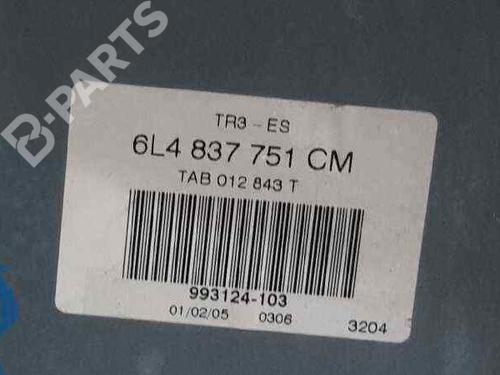 B-PARTS
TR3-ES
6L4 837 751 CM
TAB 012 843 T
993124-103
01/02/05 0306 3204